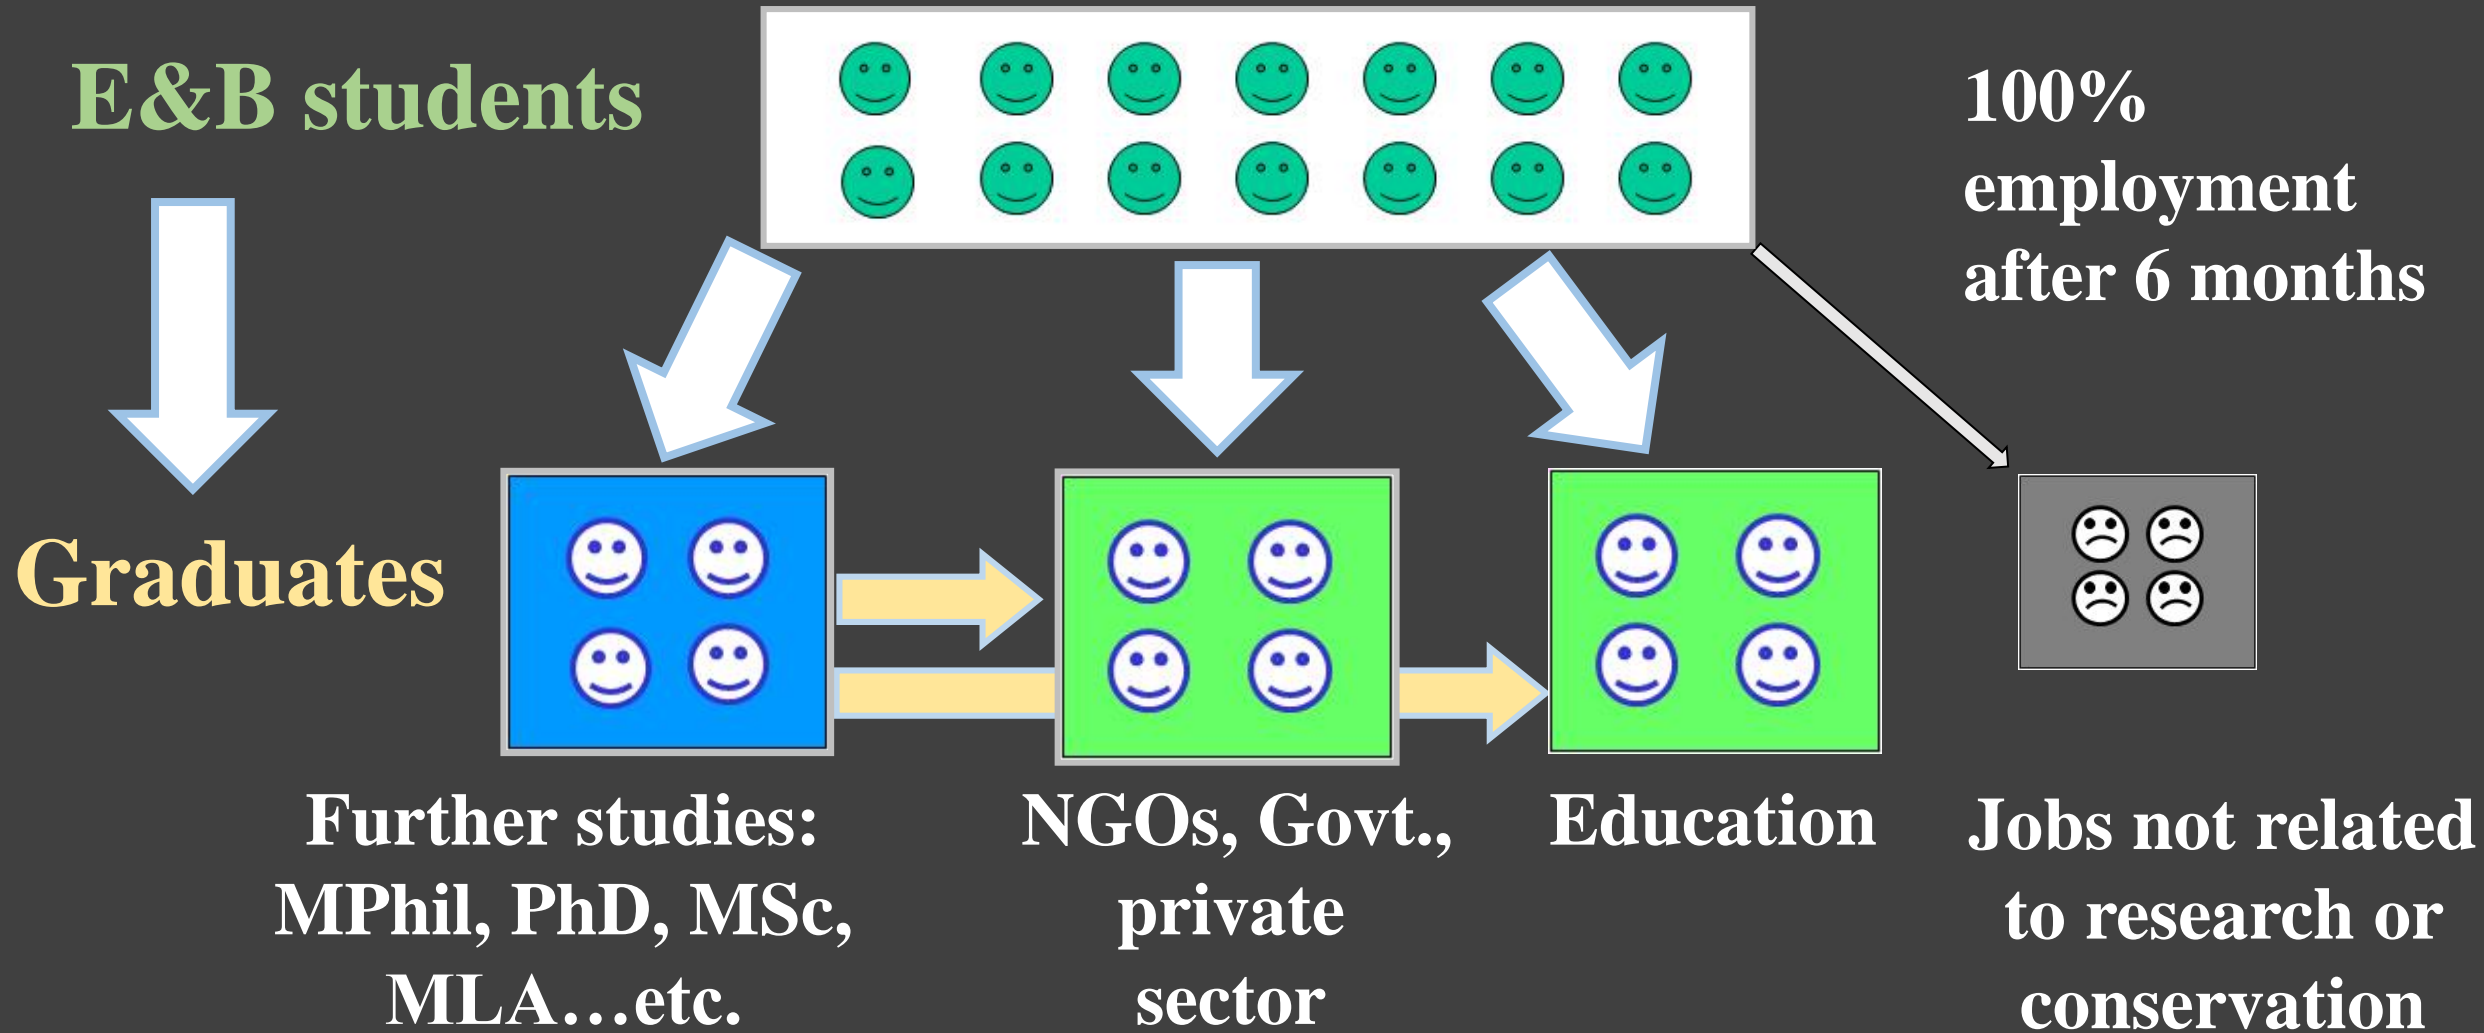 E&B students
100%
employment
after 6 months
Graduates
Further studies:
MPhil, PhD, MSc,
MLA…etc.
NGOs, Govt.,
private
sector
Education
Jobs not related
to research or
conservation